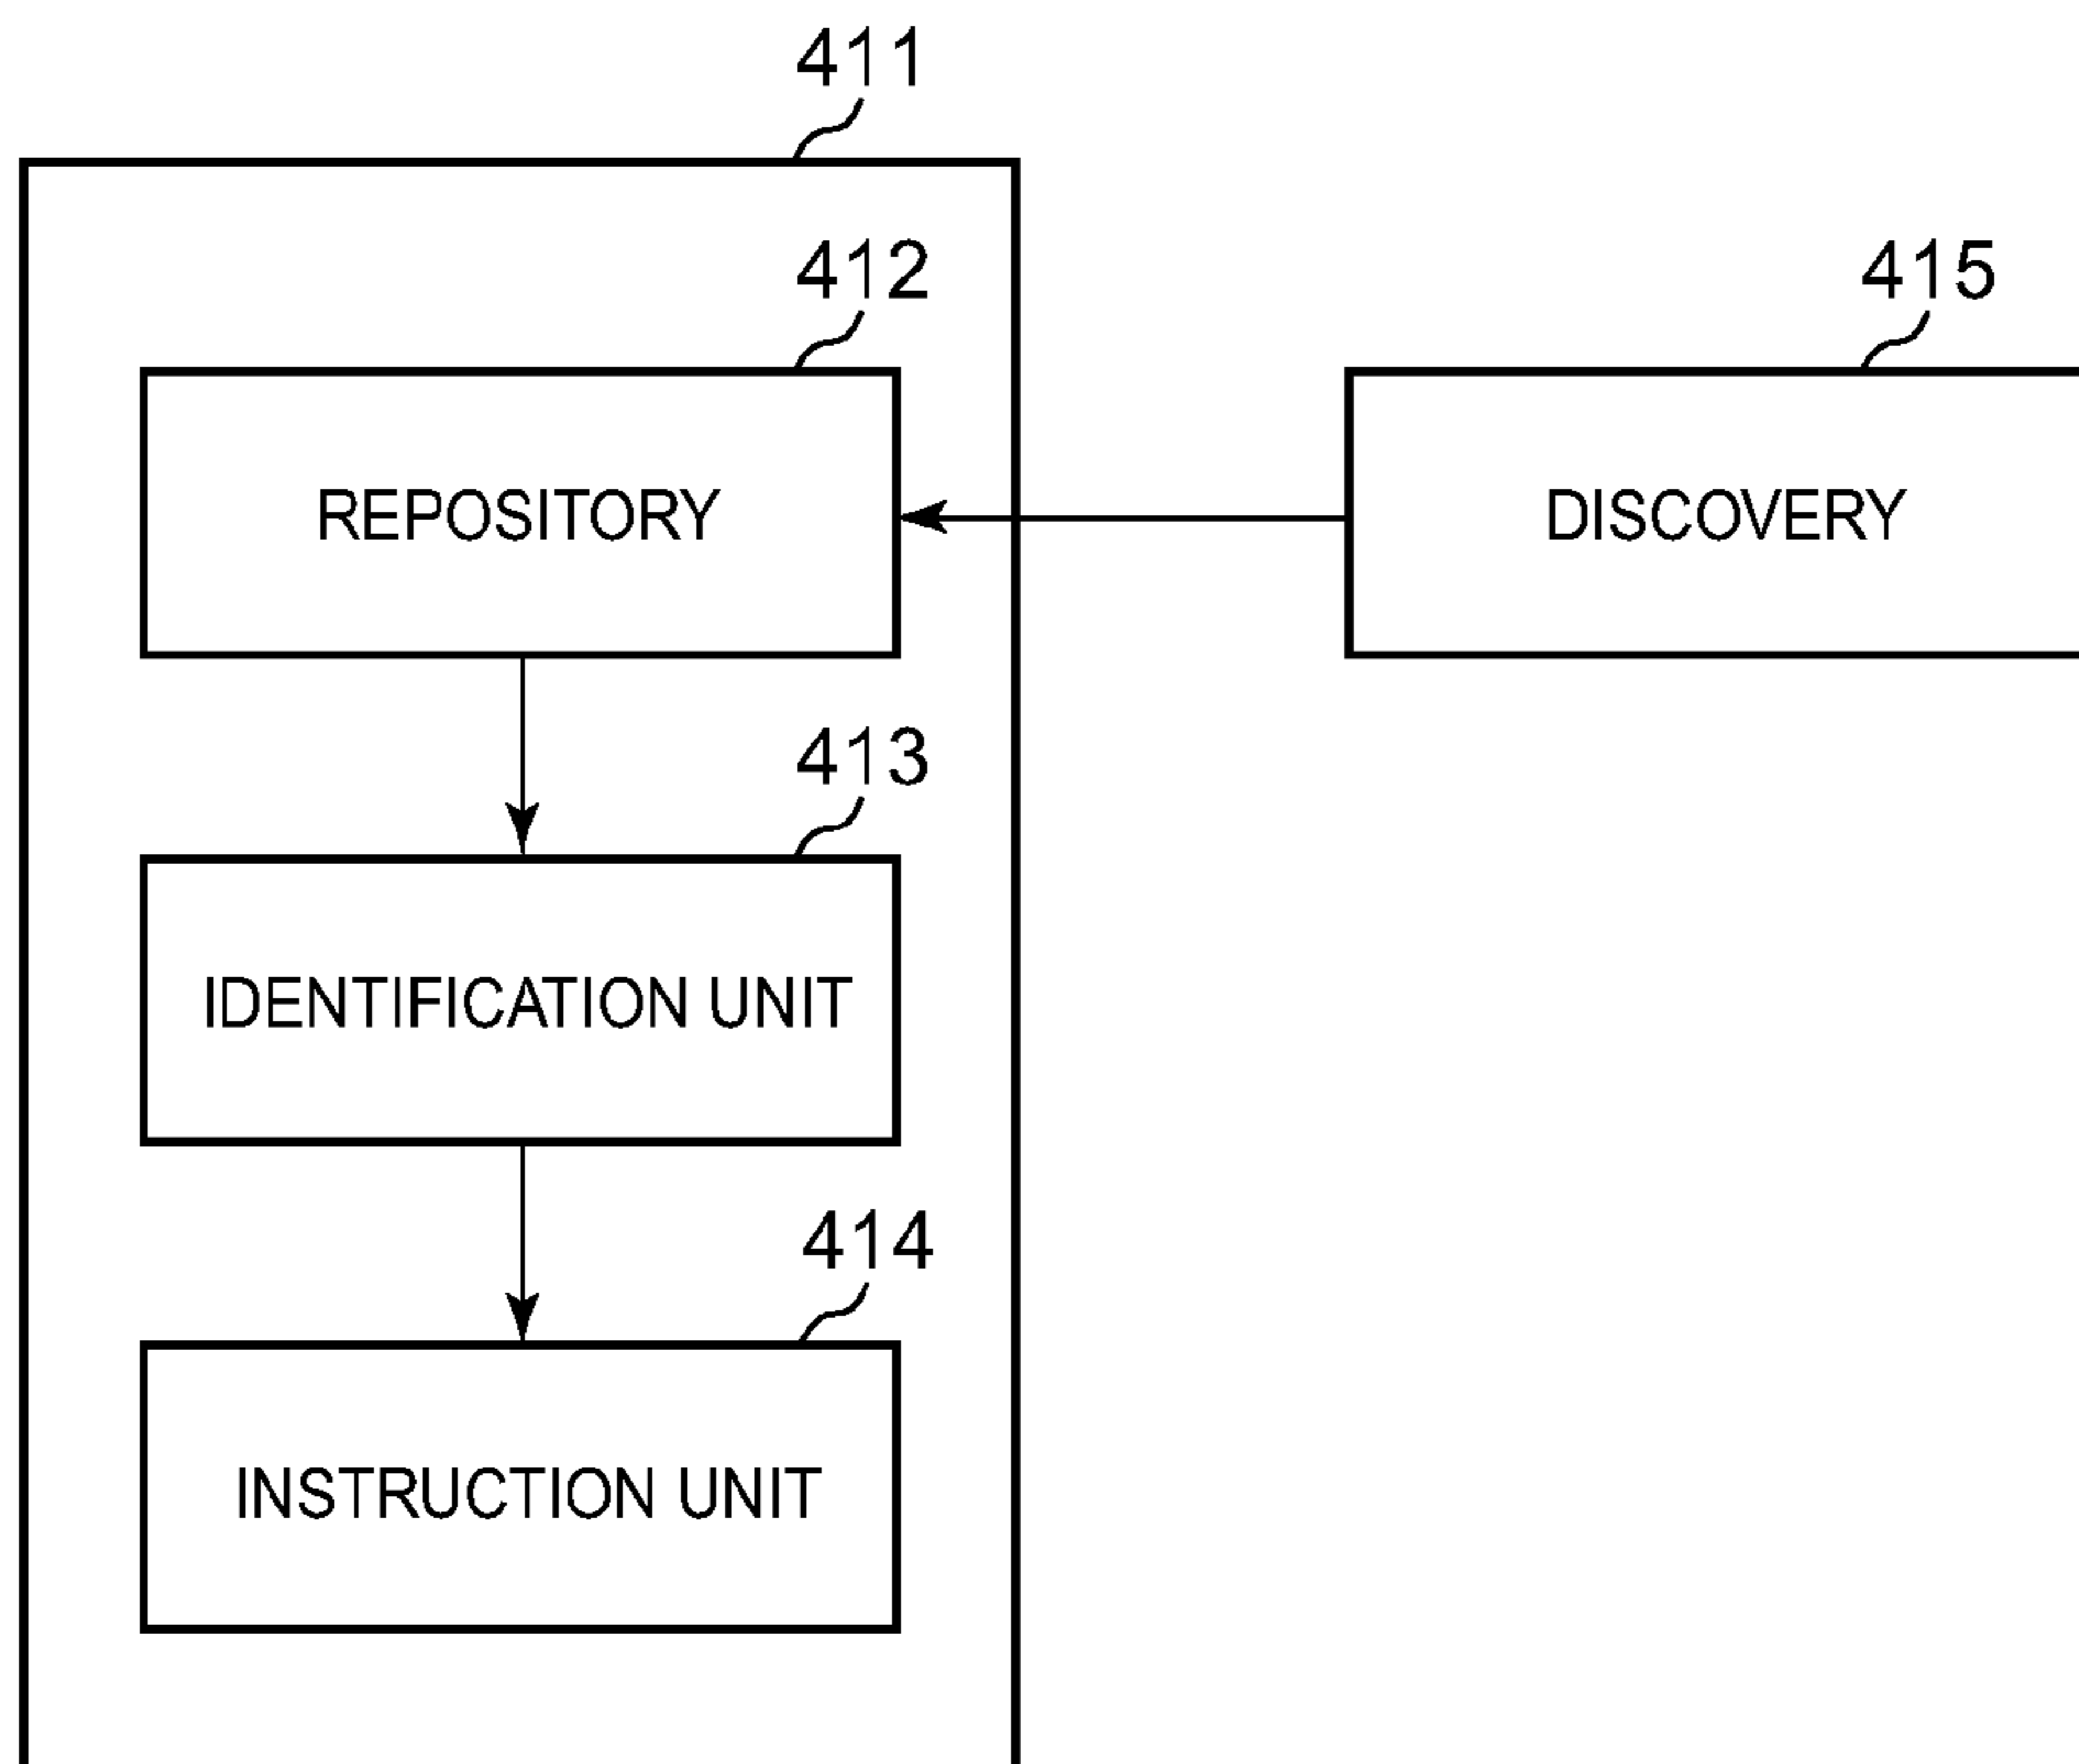 411
412
415
REPOSITORY
DISCOVERY
413
IDENTIFICATION UNIT
414
INSTRUCTION UNIT